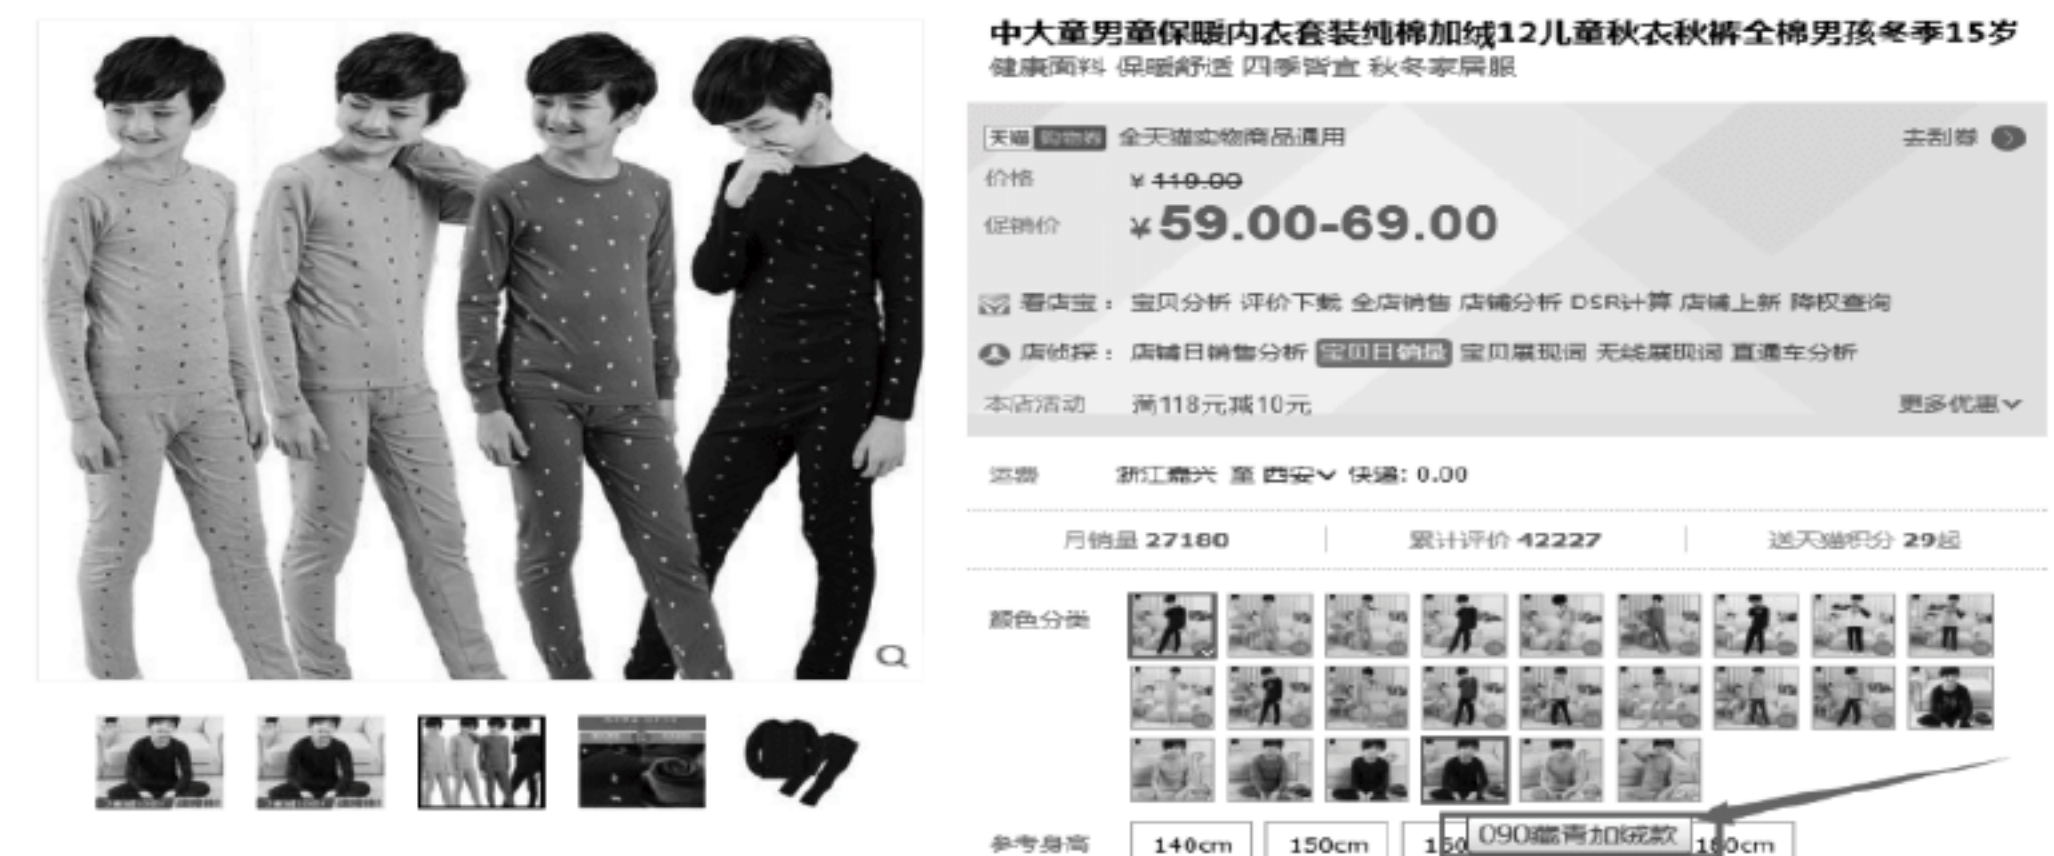 中大童男童保暖内衣套装纯棉加绒12儿童秋衣秋裤全棉男孩冬季15岁
健康面料 保暖舒适 四季皆宜 秋冬家居服
天猫 购物券 全天猫实物商品通用 去刮券
价格 ¥119.00
促销价 ¥59.00-69.00
看店宝： 宝贝分析 评价下载 全店销售 店铺分析 DSR计算 店铺上新 降权查询
店侦探： 店铺日销售分析 宝贝日销量 宝贝展现词 无线展现词 直通车分析
本店活动 满118元减10元 更多优惠
运费 浙江嘉兴 至 西安 快递: 0.00
月销量 27180 累计评价 42227 送天猫积分 29起
颜色分类
参考身高 140cm 150cm
090藏青加绒款